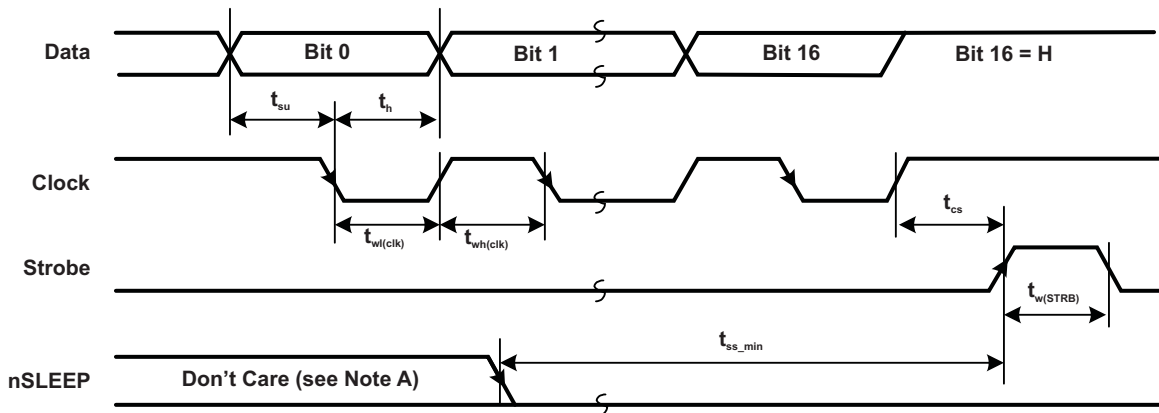 Data
Bit 0
Bit 1
Bit 16
Bit 16 = H
tsu
th
Clock
twl(clk)
twh(clk)
tcs
Strobe
tw(STRB)
tss_min
nSLEEP
Don't Care (see Note A)